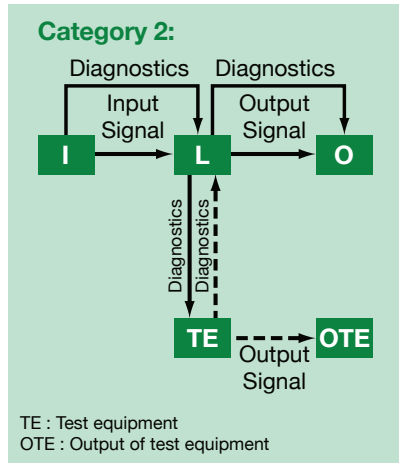 Category 2:
Diagnostics Diagnostics
Input Output
Signal Signal
I L O
Diagnostics
Diagnostics
TE OTE
Output
Signal
TE : Test equipment
OTE : Output of test equipment